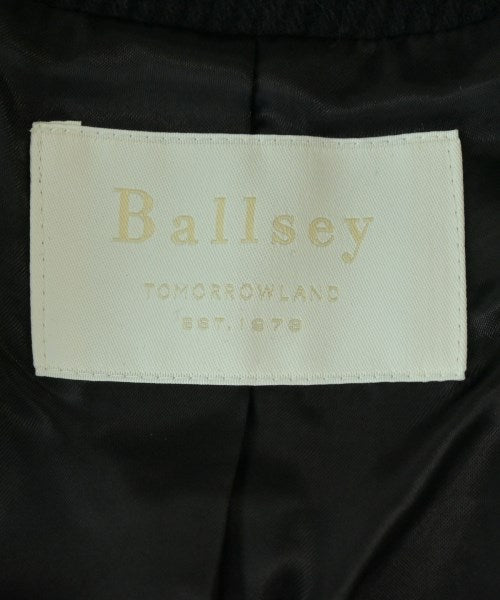 Ballsey
TOMORROWLAND
EST. 1978